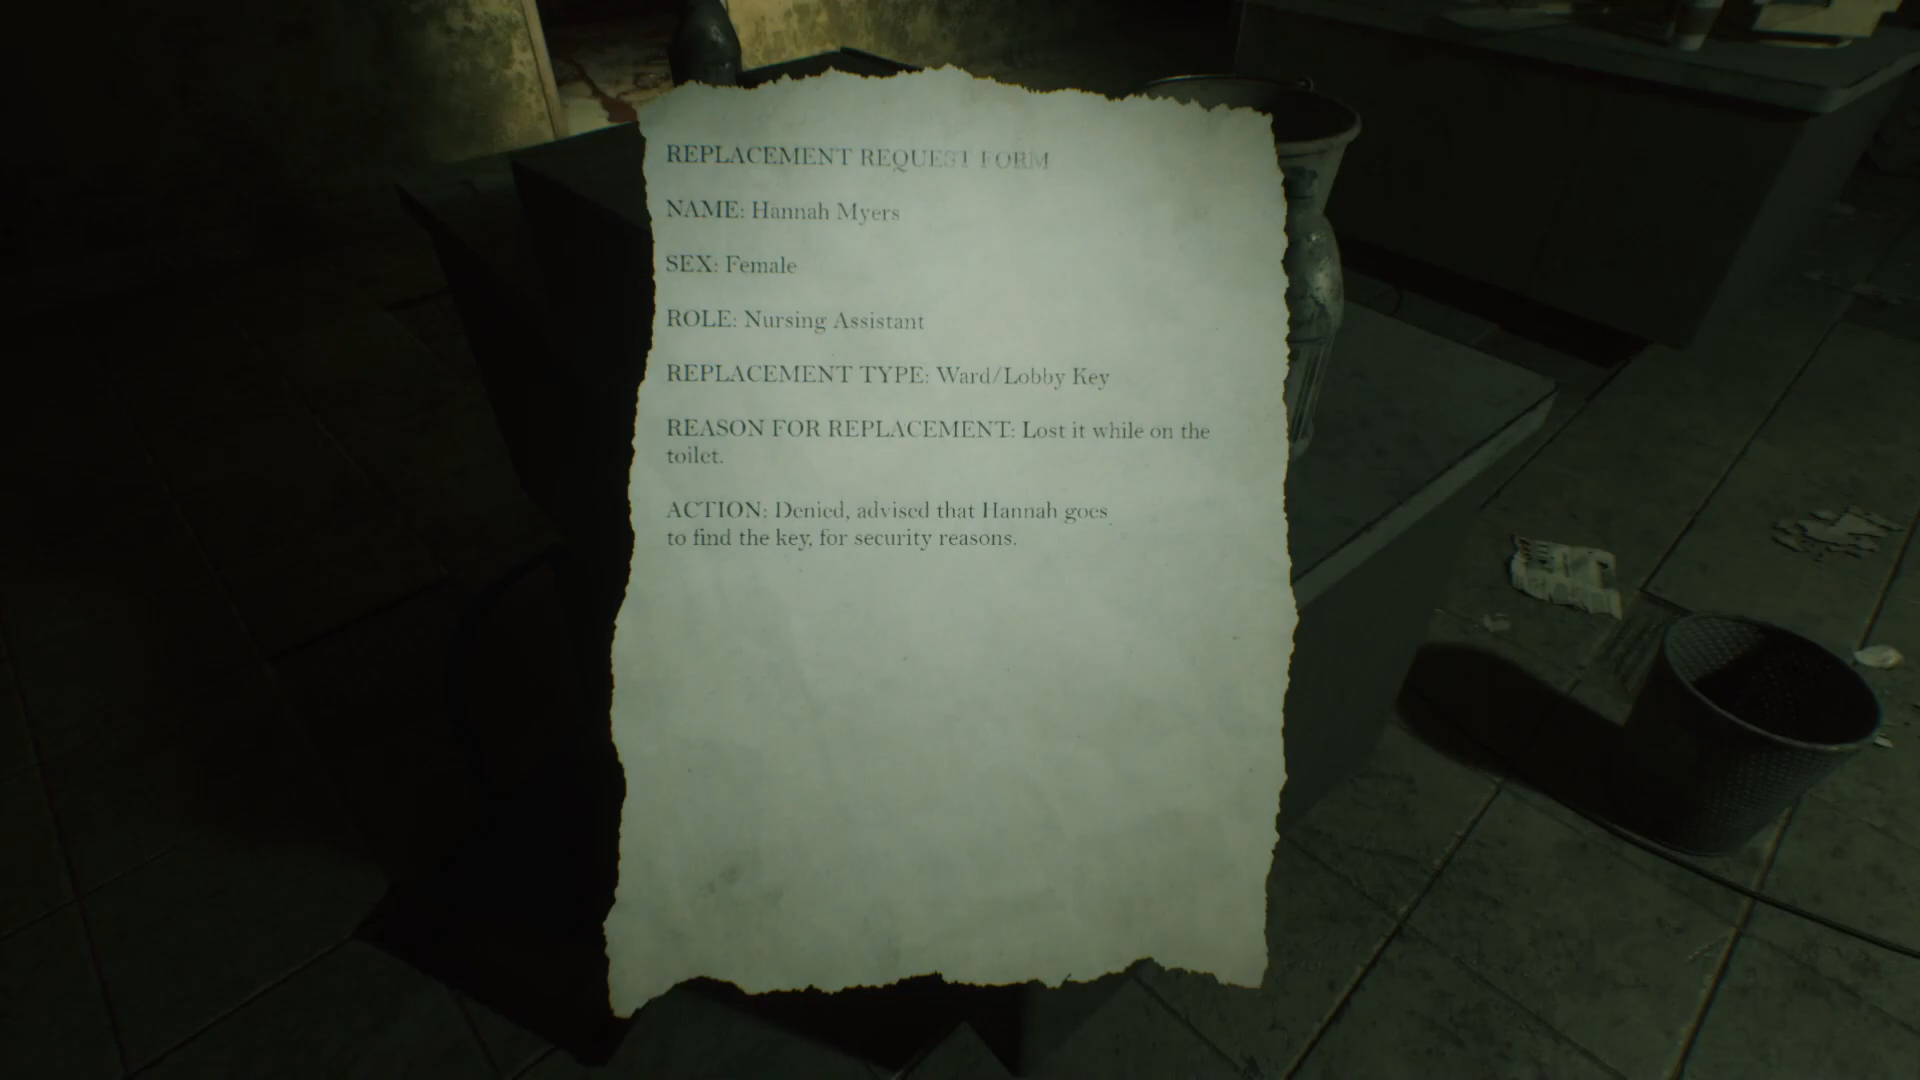 REPLACEMENT REQUEST FORM
NAME: Hannah Myers
SEX: Female
ROLE: Nursing Assistant
REPLACEMENT TYPE: Ward/Lobby Key
REASON FOR REPLACEMENT: Lost it while on the
toilet.
ACTION: Denied, advised that Hannah goes
to find the key, for security reasons.